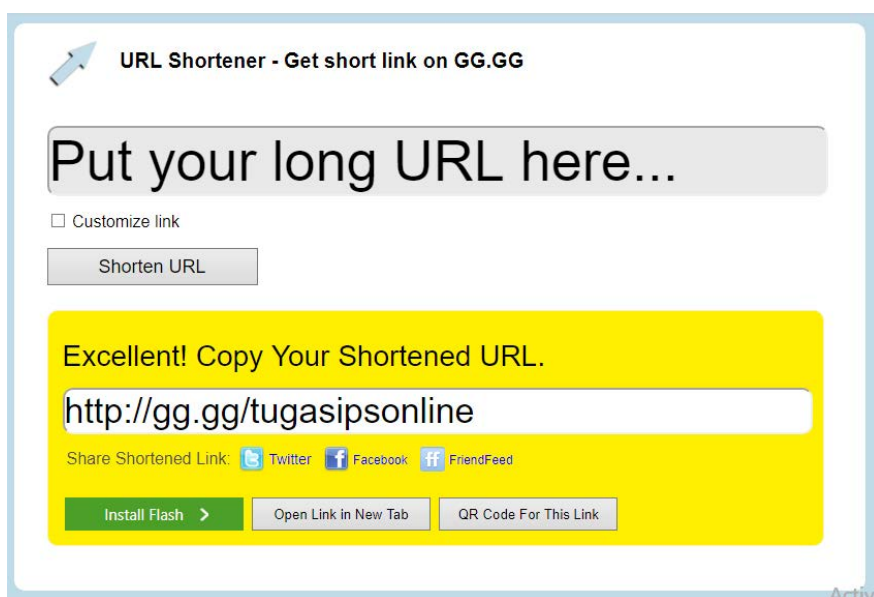 URL Shortener - Get short link on GG.GG
Put your long URL here...
Customize link
Shorten URL
Excellent! Copy Your Shortened URL.
http://gg.gg/tugasipsonline
Share Shortened Link: Twitter Facebook FriendFeed
Install Flash Open Link in New Tab QR Code For This Link